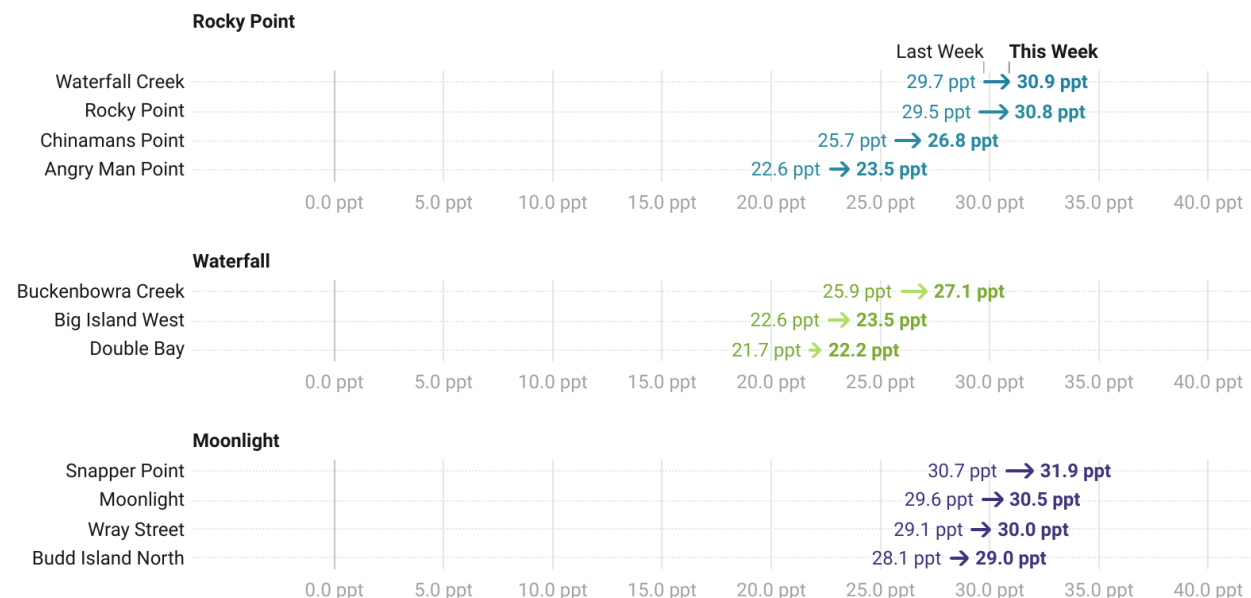 Rocky Point
Last Week This Week
Waterfall Creek 29.7 ppt 30.9 ppt
Rocky Point 29.5 ppt 30.8 ppt
Chinamans Point 25.7 ppt 26.8 ppt
Angry Man Point 22.6 ppt 23.5 ppt
0.0 ppt 5.0 ppt 10.0 ppt 15.0 ppt 20.0 ppt 25.0 ppt 30.0 ppt 35.0 ppt 40.0 ppt
Waterfall
Buckenbowra Creek 25.9 ppt 27.1 ppt
Big Island West 22.6 ppt 23.5 ppt
Double Bay 21.7 ppt 22.2 ppt
0.0 ppt 5.0 ppt 10.0 ppt 15.0 ppt 20.0 ppt 25.0 ppt 30.0 ppt 35.0 ppt 40.0 ppt
Moonlight
Snapper Point 30.7 ppt 31.9 ppt
Moonlight 29.6 ppt 30.5 ppt
Wray Street 29.1 ppt 30.0 ppt
Budd Island North 28.1 ppt 29.0 ppt
0.0 ppt 5.0 ppt 10.0 ppt 15.0 ppt 20.0 ppt 25.0 ppt 30.0 ppt 35.0 ppt 40.0 ppt